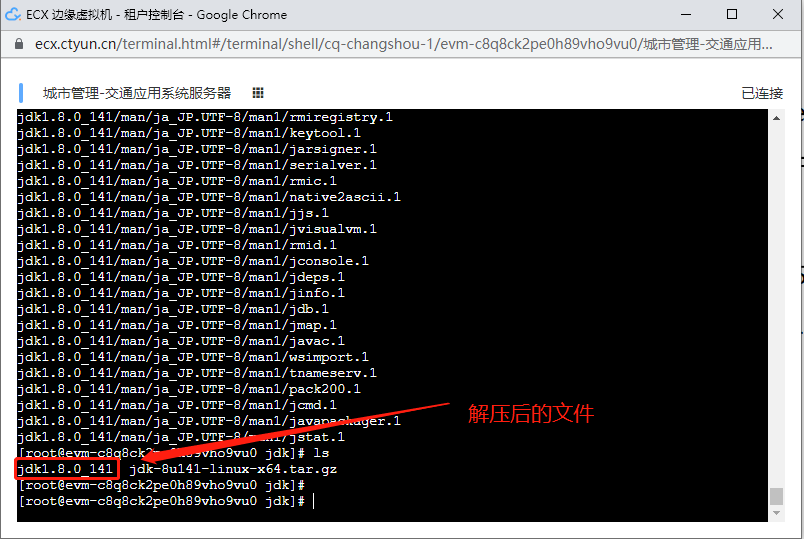 ECX 边缘虚拟机 - 租户控制台 - Google Chrome
ecx.ctyun.cn/terminal.html#/terminal/shell/cq-changshou-1/evm-c8q8ck2pe0h89vho9vu0/城市管理-交通应用...
城市管理-交通应用系统服务器 已连接
jdk1.8.0_141/man/ja_JP.UTF-8/man1/rmiregistry.1
jdk1.8.0_141/man/ja_JP.UTF-8/man1/keytool.1
jdk1.8.0_141/man/ja_JP.UTF-8/man1/jarsigner.1
jdk1.8.0_141/man/ja_JP.UTF-8/man1/serialver.1
jdk1.8.0_141/man/ja_JP.UTF-8/man1/rmic.1
jdk1.8.0_141/man/ja_JP.UTF-8/man1/native2ascii.1
jdk1.8.0_141/man/ja_JP.UTF-8/man1/jjs.1
jdk1.8.0_141/man/ja_JP.UTF-8/man1/jvisualvm.1
jdk1.8.0_141/man/ja_JP.UTF-8/man1/rmid.1
jdk1.8.0_141/man/ja_JP.UTF-8/man1/jconsole.1
jdk1.8.0_141/man/ja_JP.UTF-8/man1/jdeps.1
jdk1.8.0_141/man/ja_JP.UTF-8/man1/jinfo.1
jdk1.8.0_141/man/ja_JP.UTF-8/man1/jdb.1
jdk1.8.0_141/man/ja_JP.UTF-8/man1/jmap.1
jdk1.8.0_141/man/ja_JP.UTF-8/man1/javac.1
jdk1.8.0_141/man/ja_JP.UTF-8/man1/wsimport.1
jdk1.8.0_141/man/ja_JP.UTF-8/man1/tnameserv.1
jdk1.8.0_141/man/ja_JP.UTF-8/man1/pack200.1
jdk1.8.0_141/man/ja_JP.UTF-8/man1/jcmd.1
解压后的文件
jdk1.8.0_141/man/ja_JP.UTF-8/man1/javapackager.1
jdk1.8.0_141/man/ja_JP.UTF-8/man1/jstat.1
[root@evm-c8q8ck2pe0h89vho9vu0 jdk]# ls
jdk1.8.0_141 jdk-8u141-linux-x64.tar.gz
[root@evm-c8q8ck2pe0h89vho9vu0 jdk]#
[root@evm-c8q8ck2pe0h89vho9vu0 jdk]#